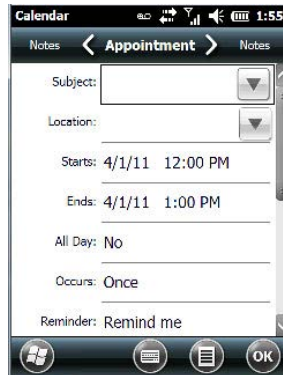 Calendar 1:55
Notes Appointment Notes
Subject:
Location:
Starts: 4/1/11 12:00 PM
Ends: 4/1/11 1:00 PM
All Day: No
Occurs: Once
Reminder: Remind me
OK